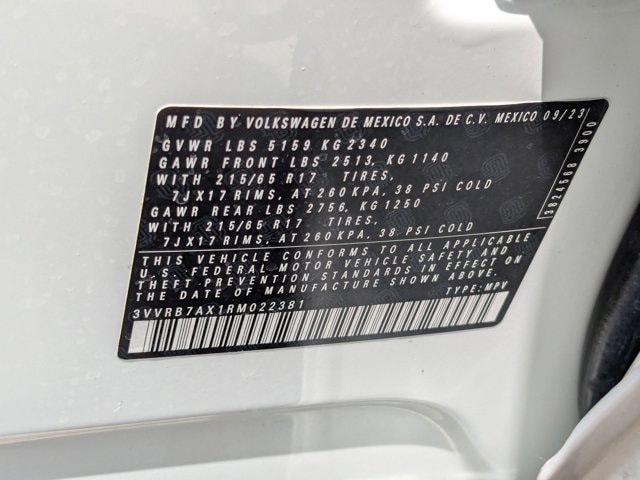 MFD BY VOLKSWAGEN DE MEXICO S.A. DE C.V. MEXICO 09/23
GVWR LBS 5159 KG 2340
GAWR FRONT LBS 2513, KG 1140
WITH 215/65 R17 TIRES,
7JX17 RIMS, AT 260 KPA, 38 PSI COLD
GAWR REAR LBS 2756, KG 1250
WITH 215/65 R17 TIRES,
7JX17 RIMS, AT 260 KPA, 38 PSI COLD
THIS VEHICLE CONFORMS TO ALL APPLICABLE
U.S. FEDERAL MOTOR VEHICLE SAFETY AND
THEFT PREVENTION STANDARDS IN EFFECT ON
THE DATE OF MANUFACTURE SHOWN ABOVE.
3VVRB7AX1RM022381 TYPE: MPV
3824568 3900